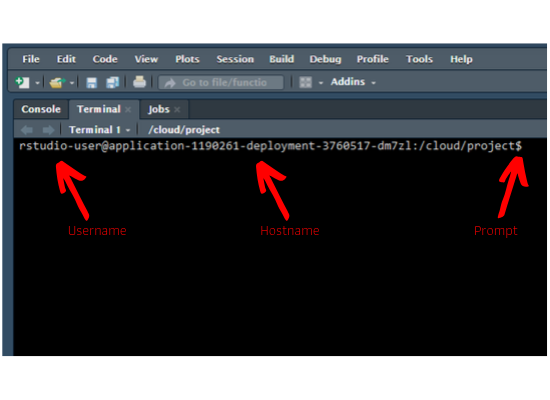 File Edit Code View Plots Session Build Debug Profile Tools Help
Go to file/functio Addins
Console Terminal Jobs
Terminal 1 /cloud/project
rstudio-user@application-1190261-deployment-3760517-dm7zl:/cloud/project$
Username Hostname Prompt